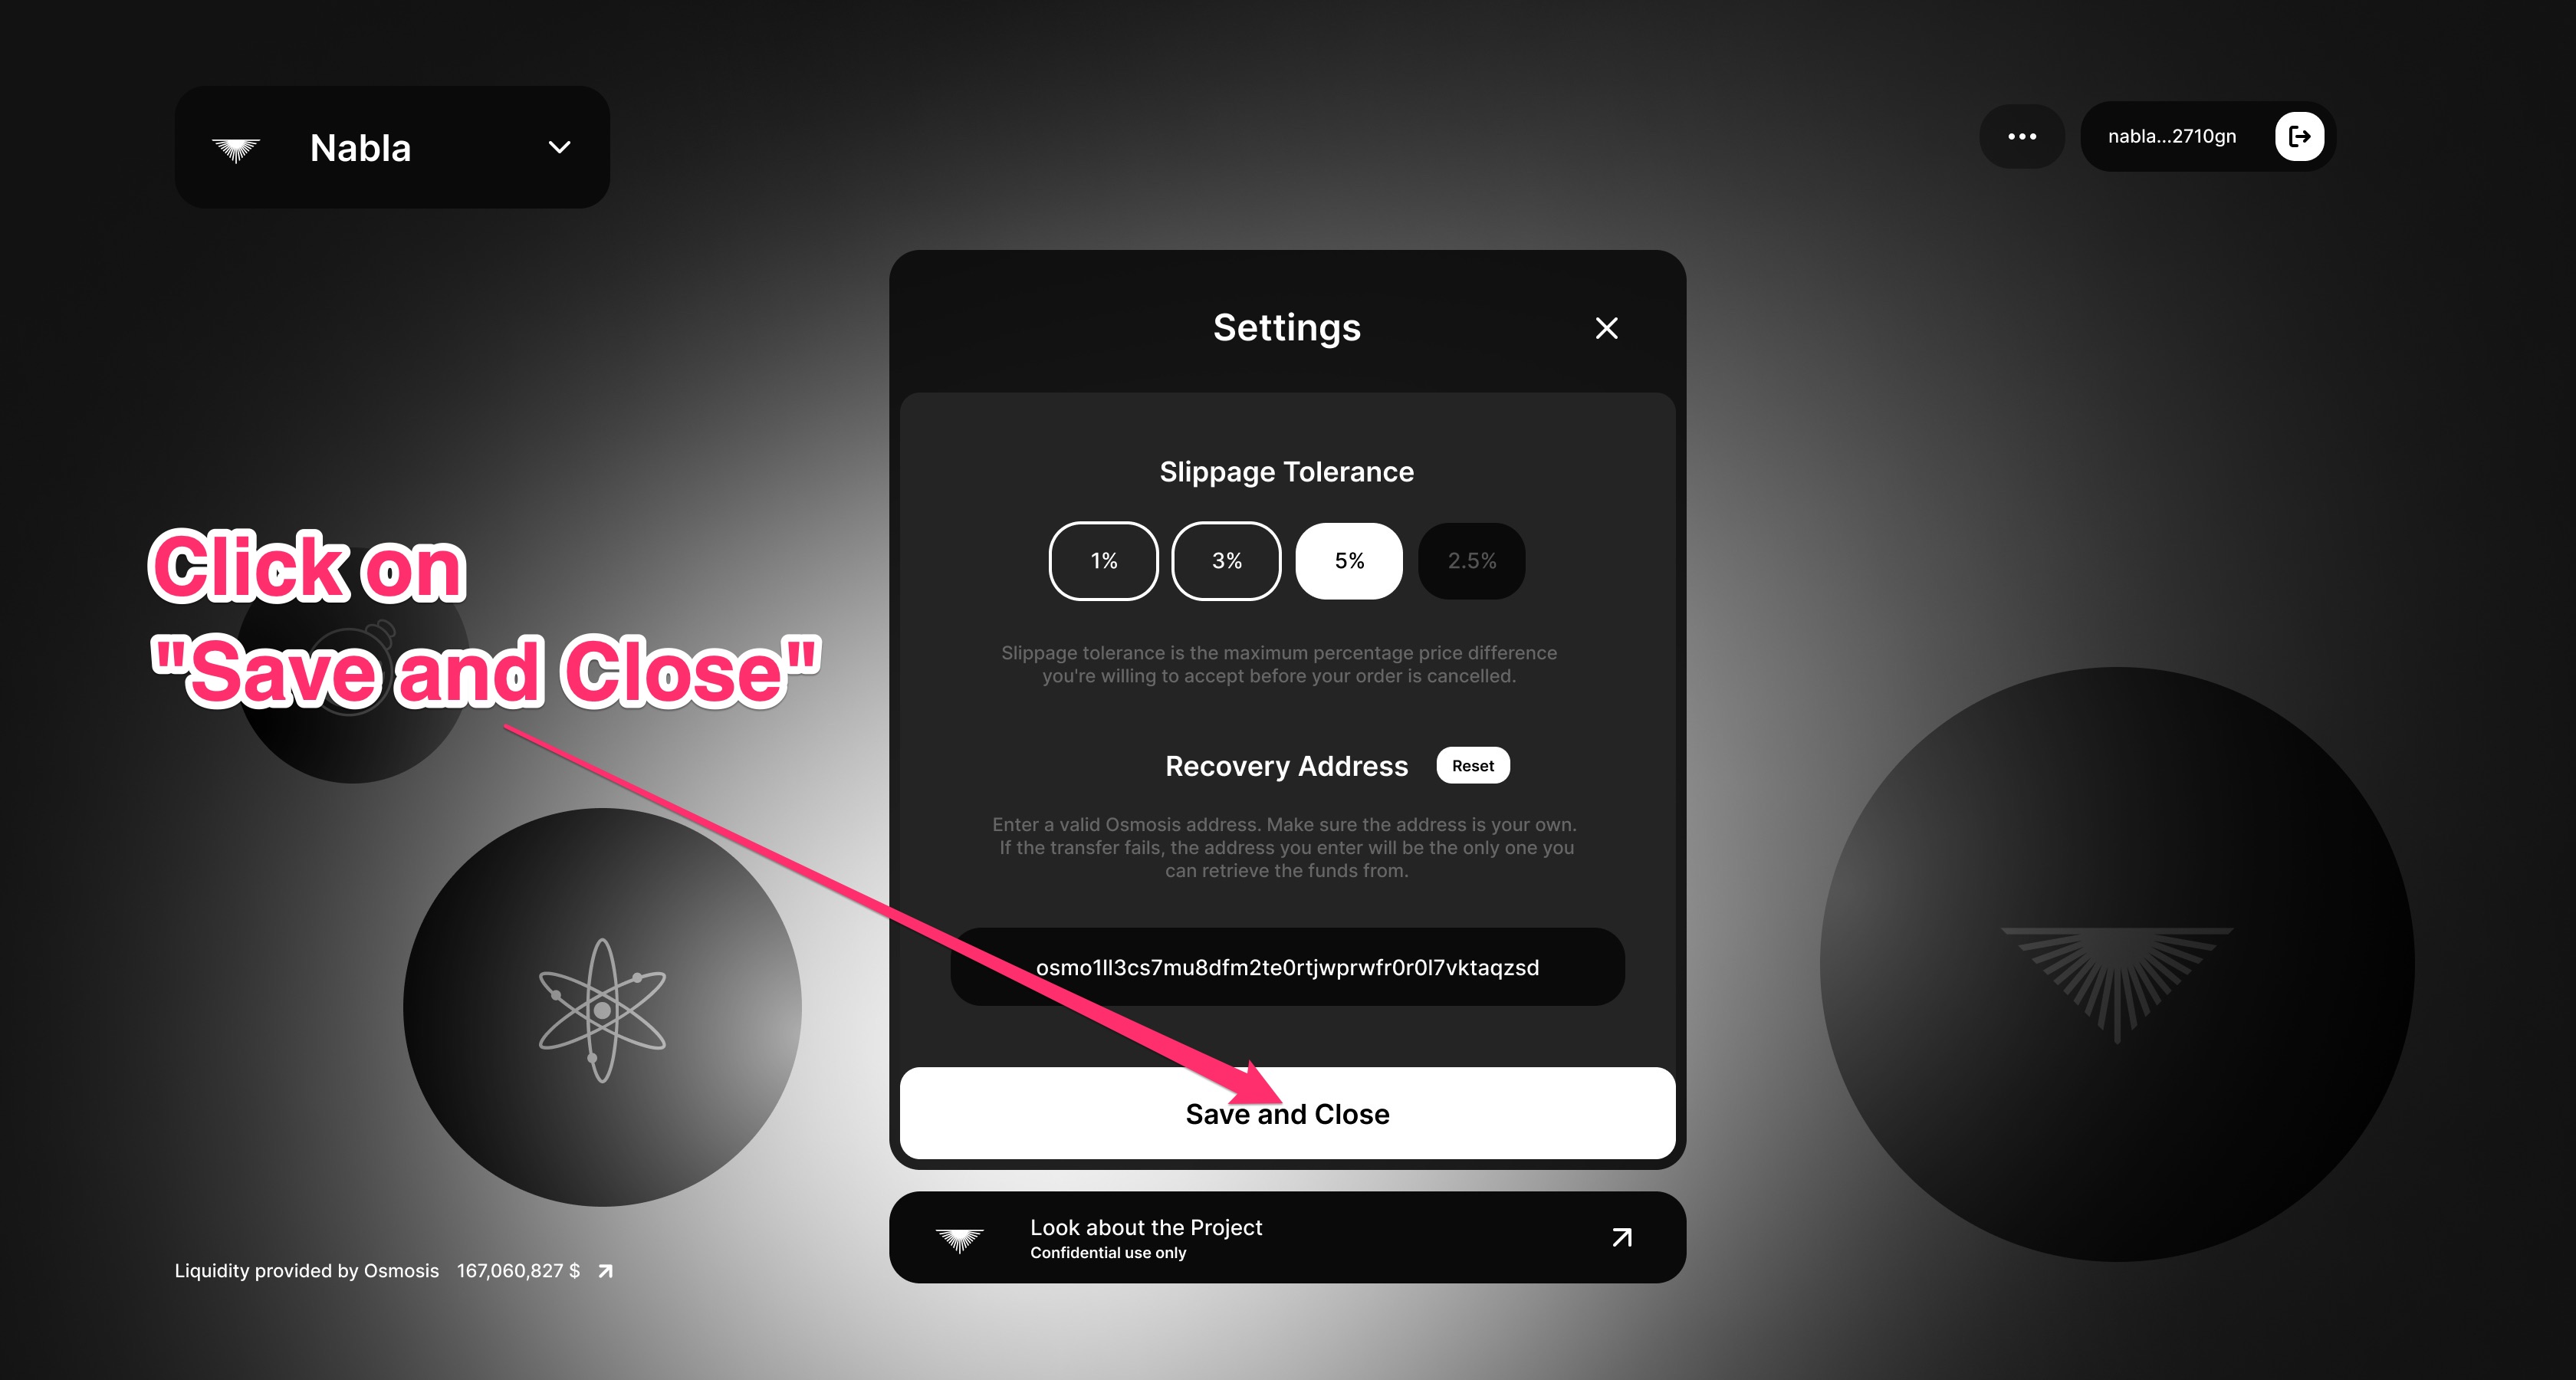 Nabla
nabla...2710gn
Settings
Slippage Tolerance
1%
3%
5%
2.5%
Click on
"Save and Close"
Slippage tolerance is the maximum percentage price difference
you're willing to accept before your order is cancelled.
Recovery Address
Reset
Enter a valid Osmosis address. Make sure the address is your own.
If the transfer fails, the address you enter will be the only one you
can retrieve the funds from.
osmo1ll3cs7mu8dfm2te0rtjwprwfr0r0l7vktaqzsd
Save and Close
Look about the Project
Confidential use only
Liquidity provided by Osmosis 167,060,827 $